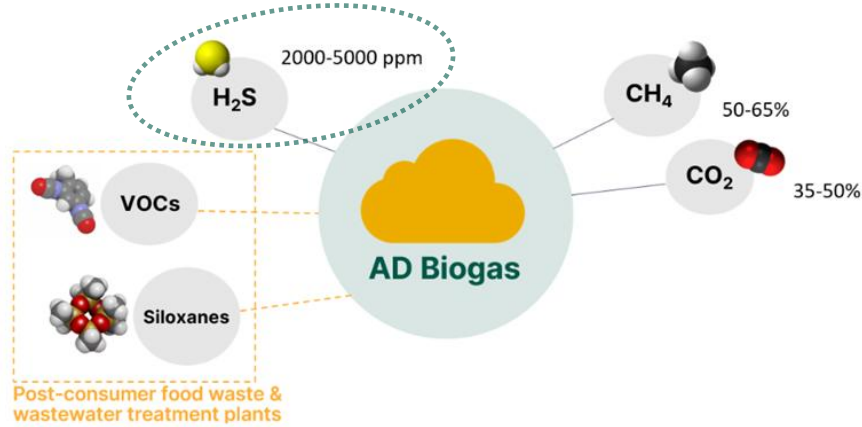 H₂S
2000-5000 ppm
CH₄
50-65%
CO₂
35-50%
VOCs
Siloxanes
AD Biogas
Post-consumer food waste &
wastewater treatment plants